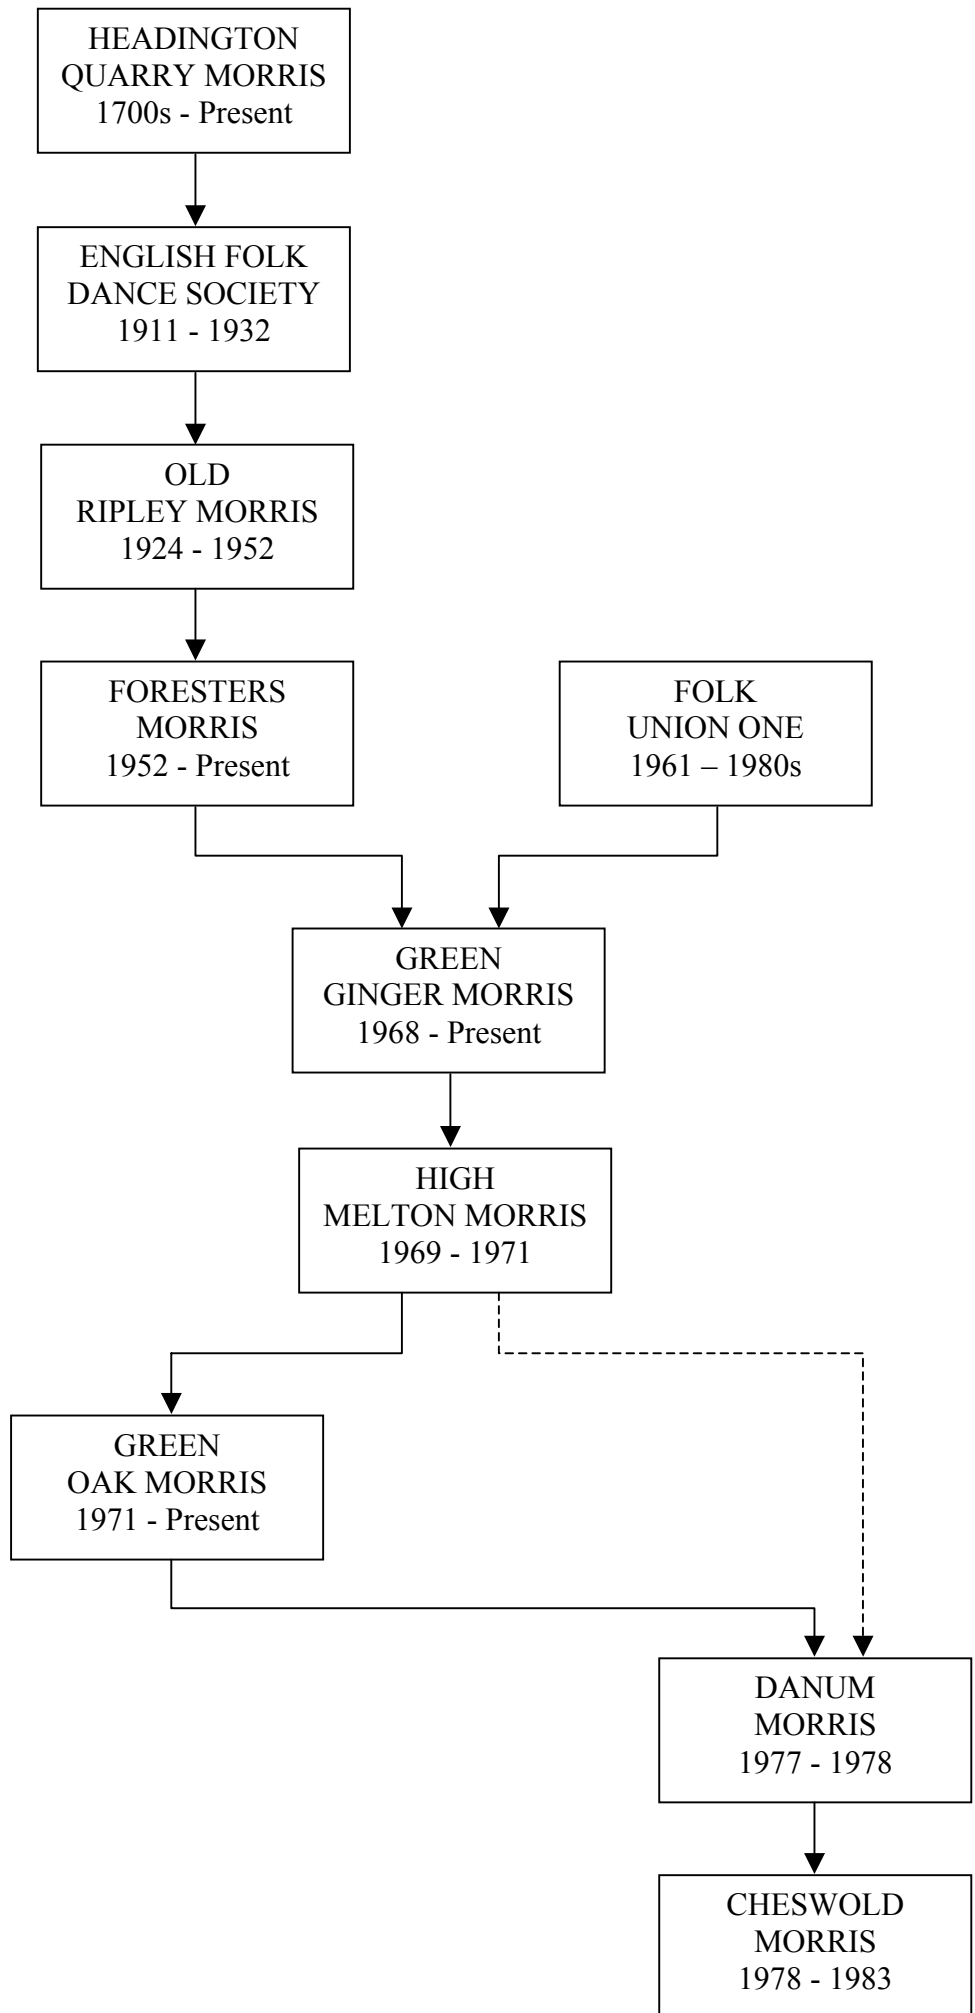 HEADINGTON
QUARRY MORRIS
1700s - Present
ENGLISH FOLK
DANCE SOCIETY
1911 - 1932
OLD
RIPLEY MORRIS
1924 - 1952
FORESTERS
MORRIS
1952 - Present
FOLK
UNION ONE
1961 – 1980s
GREEN
GINGER MORRIS
1968 - Present
HIGH
MELTON MORRIS
1969 - 1971
GREEN
OAK MORRIS
1971 - Present
DANUM
MORRIS
1977 - 1978
CHESWOLD
MORRIS
1978 - 1983